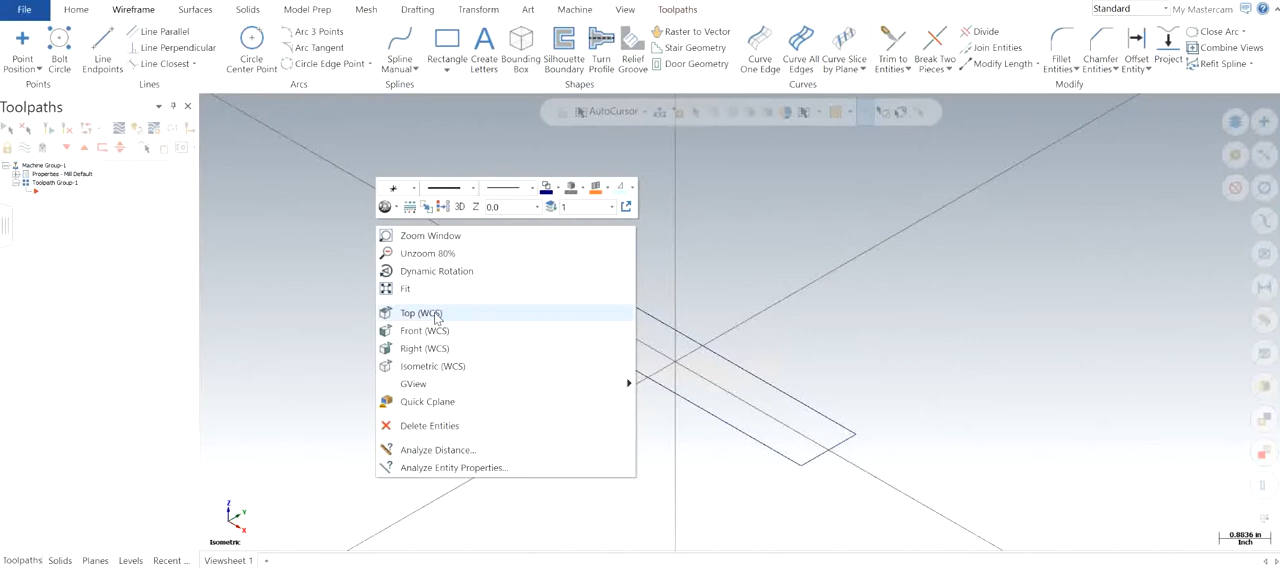 File Home Wireframe Surfaces Solids Model Prep Mesh Drafting Transform Art Machine View Toolpaths Standard My Mastercam
Point Position Bolt Circle Line Endpoints Line Parallel Line Perpendicular Line Closest Circle Center Point Arc 3 Points Arc Tangent Circle Edge Point Spline Manual Rectangle Create Letters Bounding Box Silhouette Boundary Turn Profile Relief Groove Raster to Vector Stair Geometry Door Geometry Curve One Edge Curve All Edges Curve Slice by Plane Trim to Entities Break Two Pieces Divide Join Entities Modify Length Fillet Entities Chamfer Entities Offset Entity Project Close Arc Combine Views Refit Spline
Points Lines Arcs Splines Shapes Curves Modify
Toolpaths
AutoCursor
Machine Group-1
Properties - Mill Default
Toolpath Group-1
3D Z 0.0 1
Zoom Window
Unzoom 80%
Dynamic Rotation
Fit
Top (WCS)
Front (WCS)
Right (WCS)
Isometric (WCS)
GView
Quick Cplane
Delete Entities
Analyze Distance...
Analyze Entity Properties...
Z
Y
X
Isometric
0.8836 in
Inch
Toolpaths Solids Planes Levels Recent ... Viewsheet 1 +